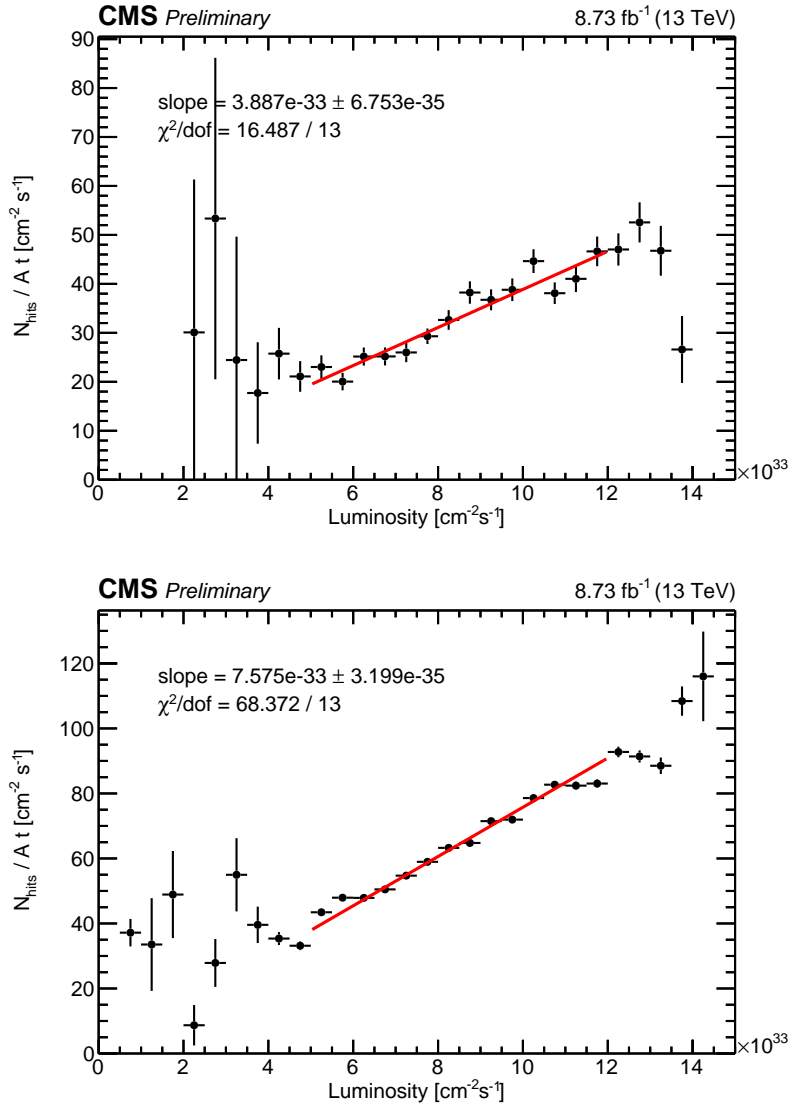 CMS Preliminary 8.73 fb⁻¹ (13 TeV)
slope = 3.887e-33 ± 6.753e-35
χ²/dof = 16.487 / 13
N_hits / A t [cm⁻² s⁻¹]
90
80
70
60
50
40
30
20
10
0
0 2 4 6 8 10 12 14
×10³³
Luminosity [cm⁻²s⁻¹]
CMS Preliminary 8.73 fb⁻¹ (13 TeV)
slope = 7.575e-33 ± 3.199e-35
χ²/dof = 68.372 / 13
N_hits / A t [cm⁻² s⁻¹]
120
100
80
60
40
20
0
0 2 4 6 8 10 12 14
×10³³
Luminosity [cm⁻²s⁻¹]